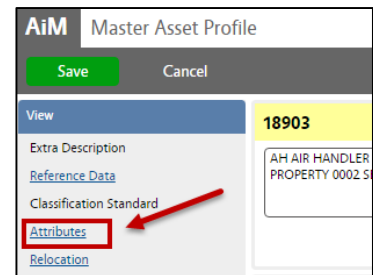 AiM Master Asset Profile
Save Cancel
View
Extra Description
Reference Data
Classification Standard
Attributes
Relocation
18903
AH AIR HANDLER
PROPERTY 0002